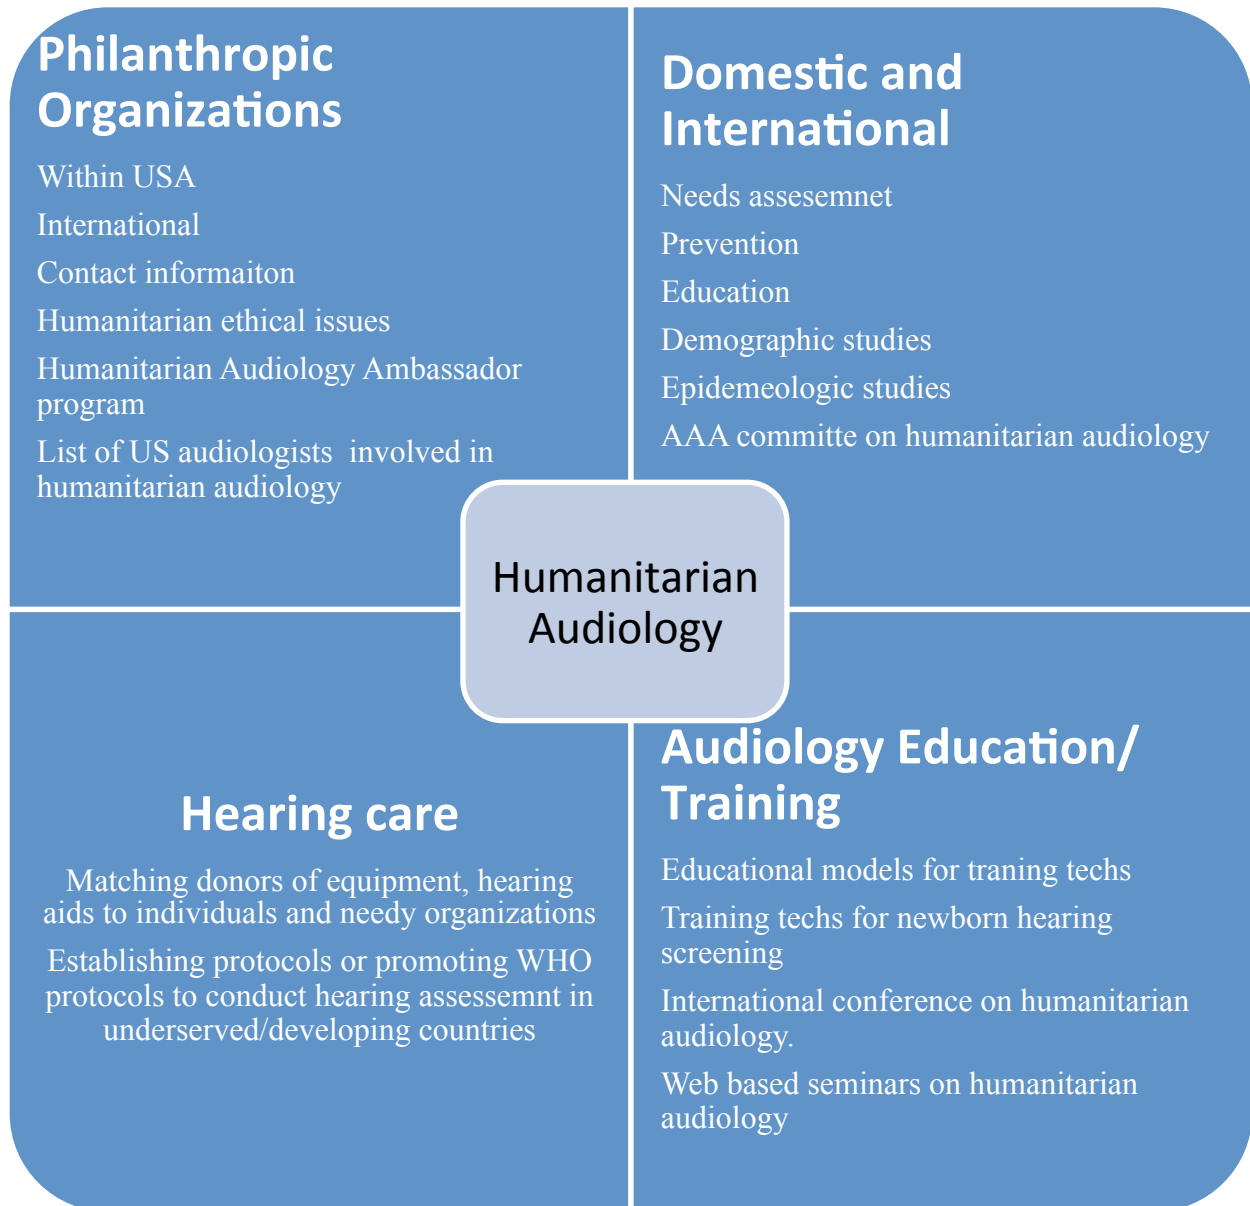 Philanthropic
Organizations
Within USA
International
Contact informaiton
Humanitarian ethical issues
Humanitarian Audiology Ambassador
program
List of US audiologists  involved in
humanitarian audiology
Domestic and
International
Needs assesemnet
Prevention
Education
Demographic studies
Epidemeologic studies
AAA committe on humanitarian audiology
Humanitarian
Audiology
Hearing care
Matching donors of equipment, hearing
aids to individuals and needy organizations
Establishing protocols or promoting WHO
protocols to conduct hearing assessemnt in
underserved/developing countries
Audiology Education/
Training
Educational models for traning techs
Training techs for newborn hearing
screening
International conference on humanitarian
audiology.
Web based seminars on humanitarian
audiology